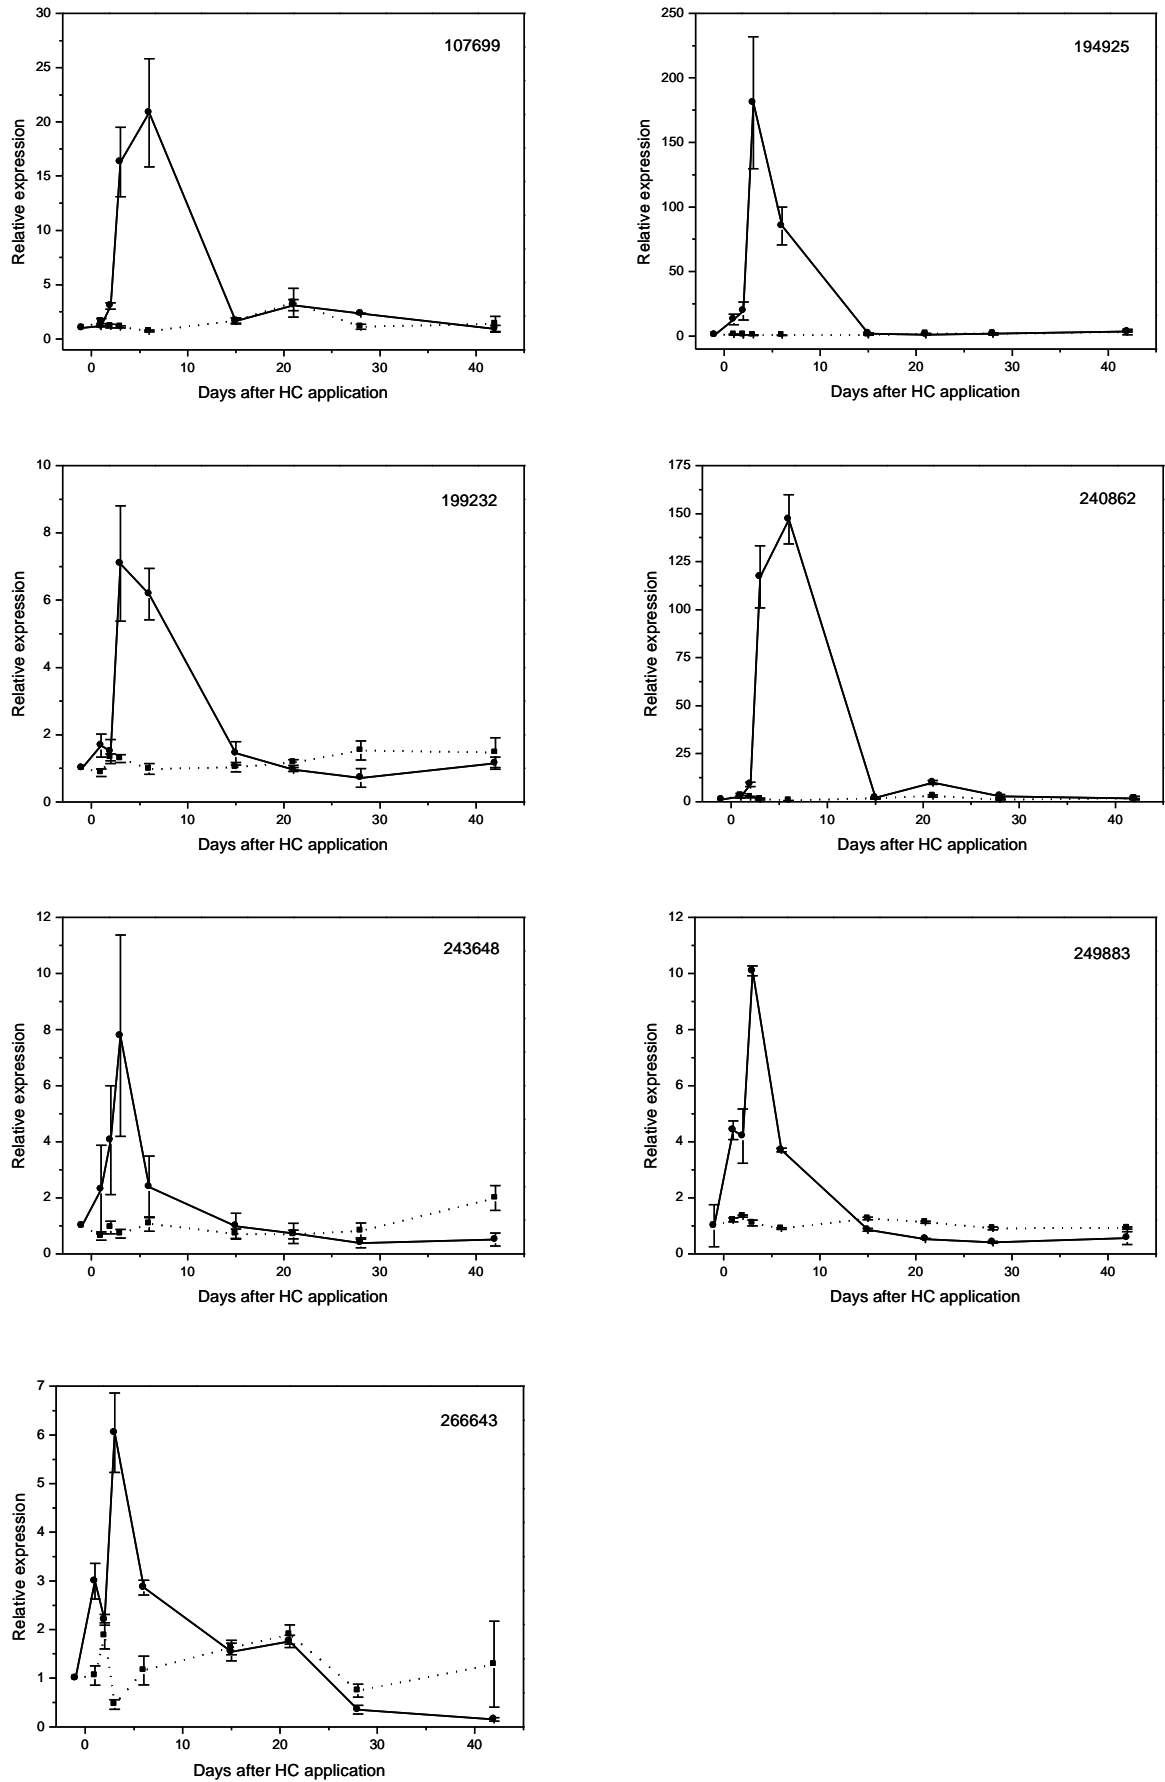 107699
30
25
20
15
10
5
0
Relative expression
0 10 20 30 40
Days after HC application
194925
250
200
150
100
50
0
Relative expression
0 10 20 30 40
Days after HC application
199232
10
8
6
4
2
0
Relative expression
0 10 20 30 40
Days after HC application
240862
175
150
125
100
75
50
25
0
Relative expression
0 10 20 30 40
Days after HC application
243648
12
10
8
6
4
2
0
Relative expression
0 10 20 30 40
Days after HC application
249883
12
10
8
6
4
2
0
Relative expression
0 10 20 30 40
Days after HC application
266643
7
6
5
4
3
2
1
0
Relative expression
0 10 20 30 40
Days after HC application